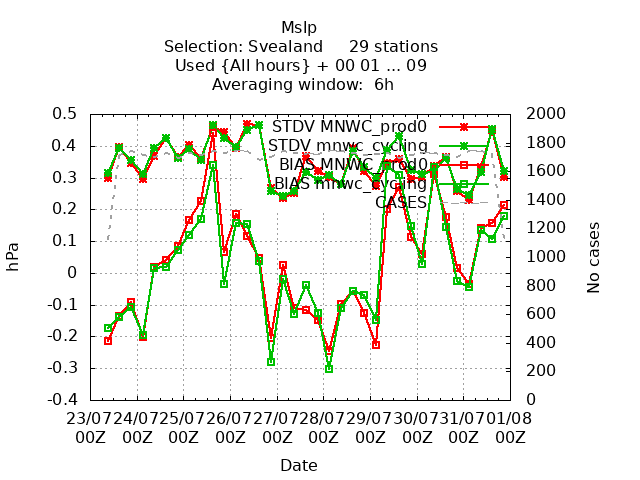 Mslp
Selection: Svealand 29 stations
Used {All hours} + 00 01 ... 09
Averaging window: 6h
0.5 2000
STDV MNWC_prod0
0.4 1800
STDV mnwc_cycling
BIAS MNWC_prod0
0.3 1600
BIAS mnwc_cycling
CASES
0.2 1400
0.1 1200
0 1000
-0.1 800
-0.2 600
-0.3 400
-0.4 200
0
hPa
No cases
23/07 24/07 25/07 26/07 27/07 28/07 29/07 30/07 31/07 01/08
00Z 00Z 00Z 00Z 00Z 00Z 00Z 00Z 00Z 00Z
Date